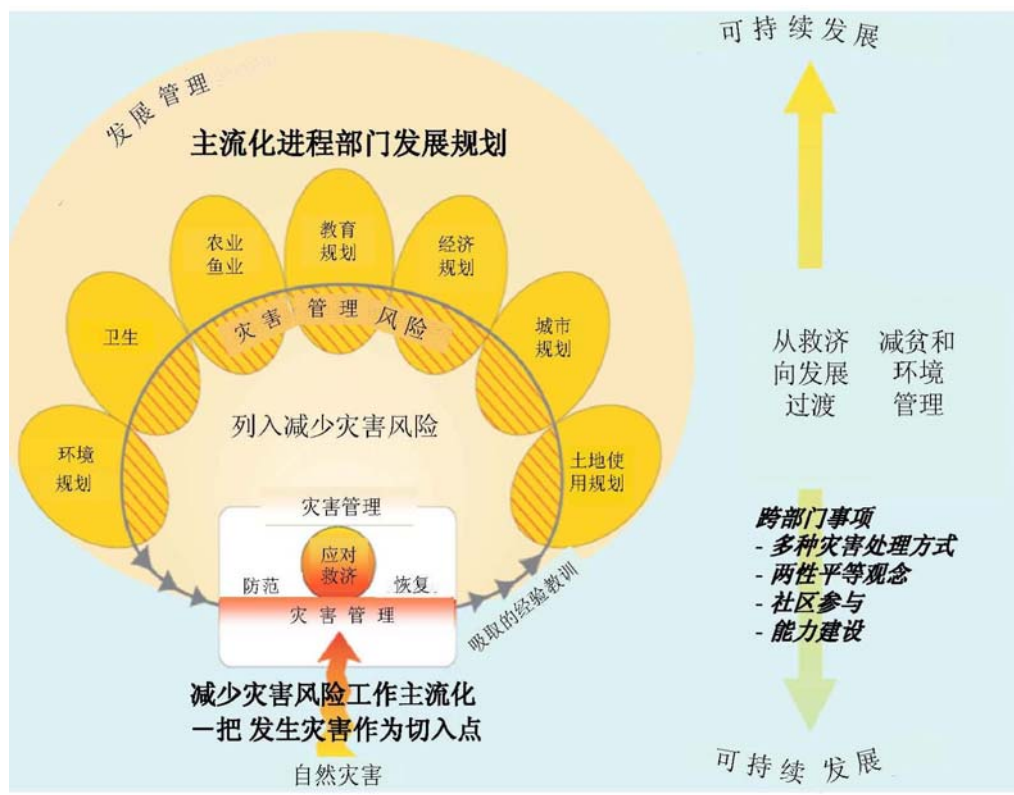 可持续发展
发展管理
主流化进程部门发展规划
教育
规划
农业
鱼业
经济
规划
卫生
城市
规划
灾害管理风险
环境
规划
土地使
用规划
列入减少灾害风险
灾害管理
应对
救济
防范
恢复
灾害管理
吸取的经验教训
减少灾害风险工作主流化
－把 发生灾害作为切入点
自然灾害
从救济
向发展
过渡
减贫和
环境
管理
跨部门事项
- 多种灾害处理方式
- 两性平等观念
- 社区参与
- 能力建设
可持续 发展